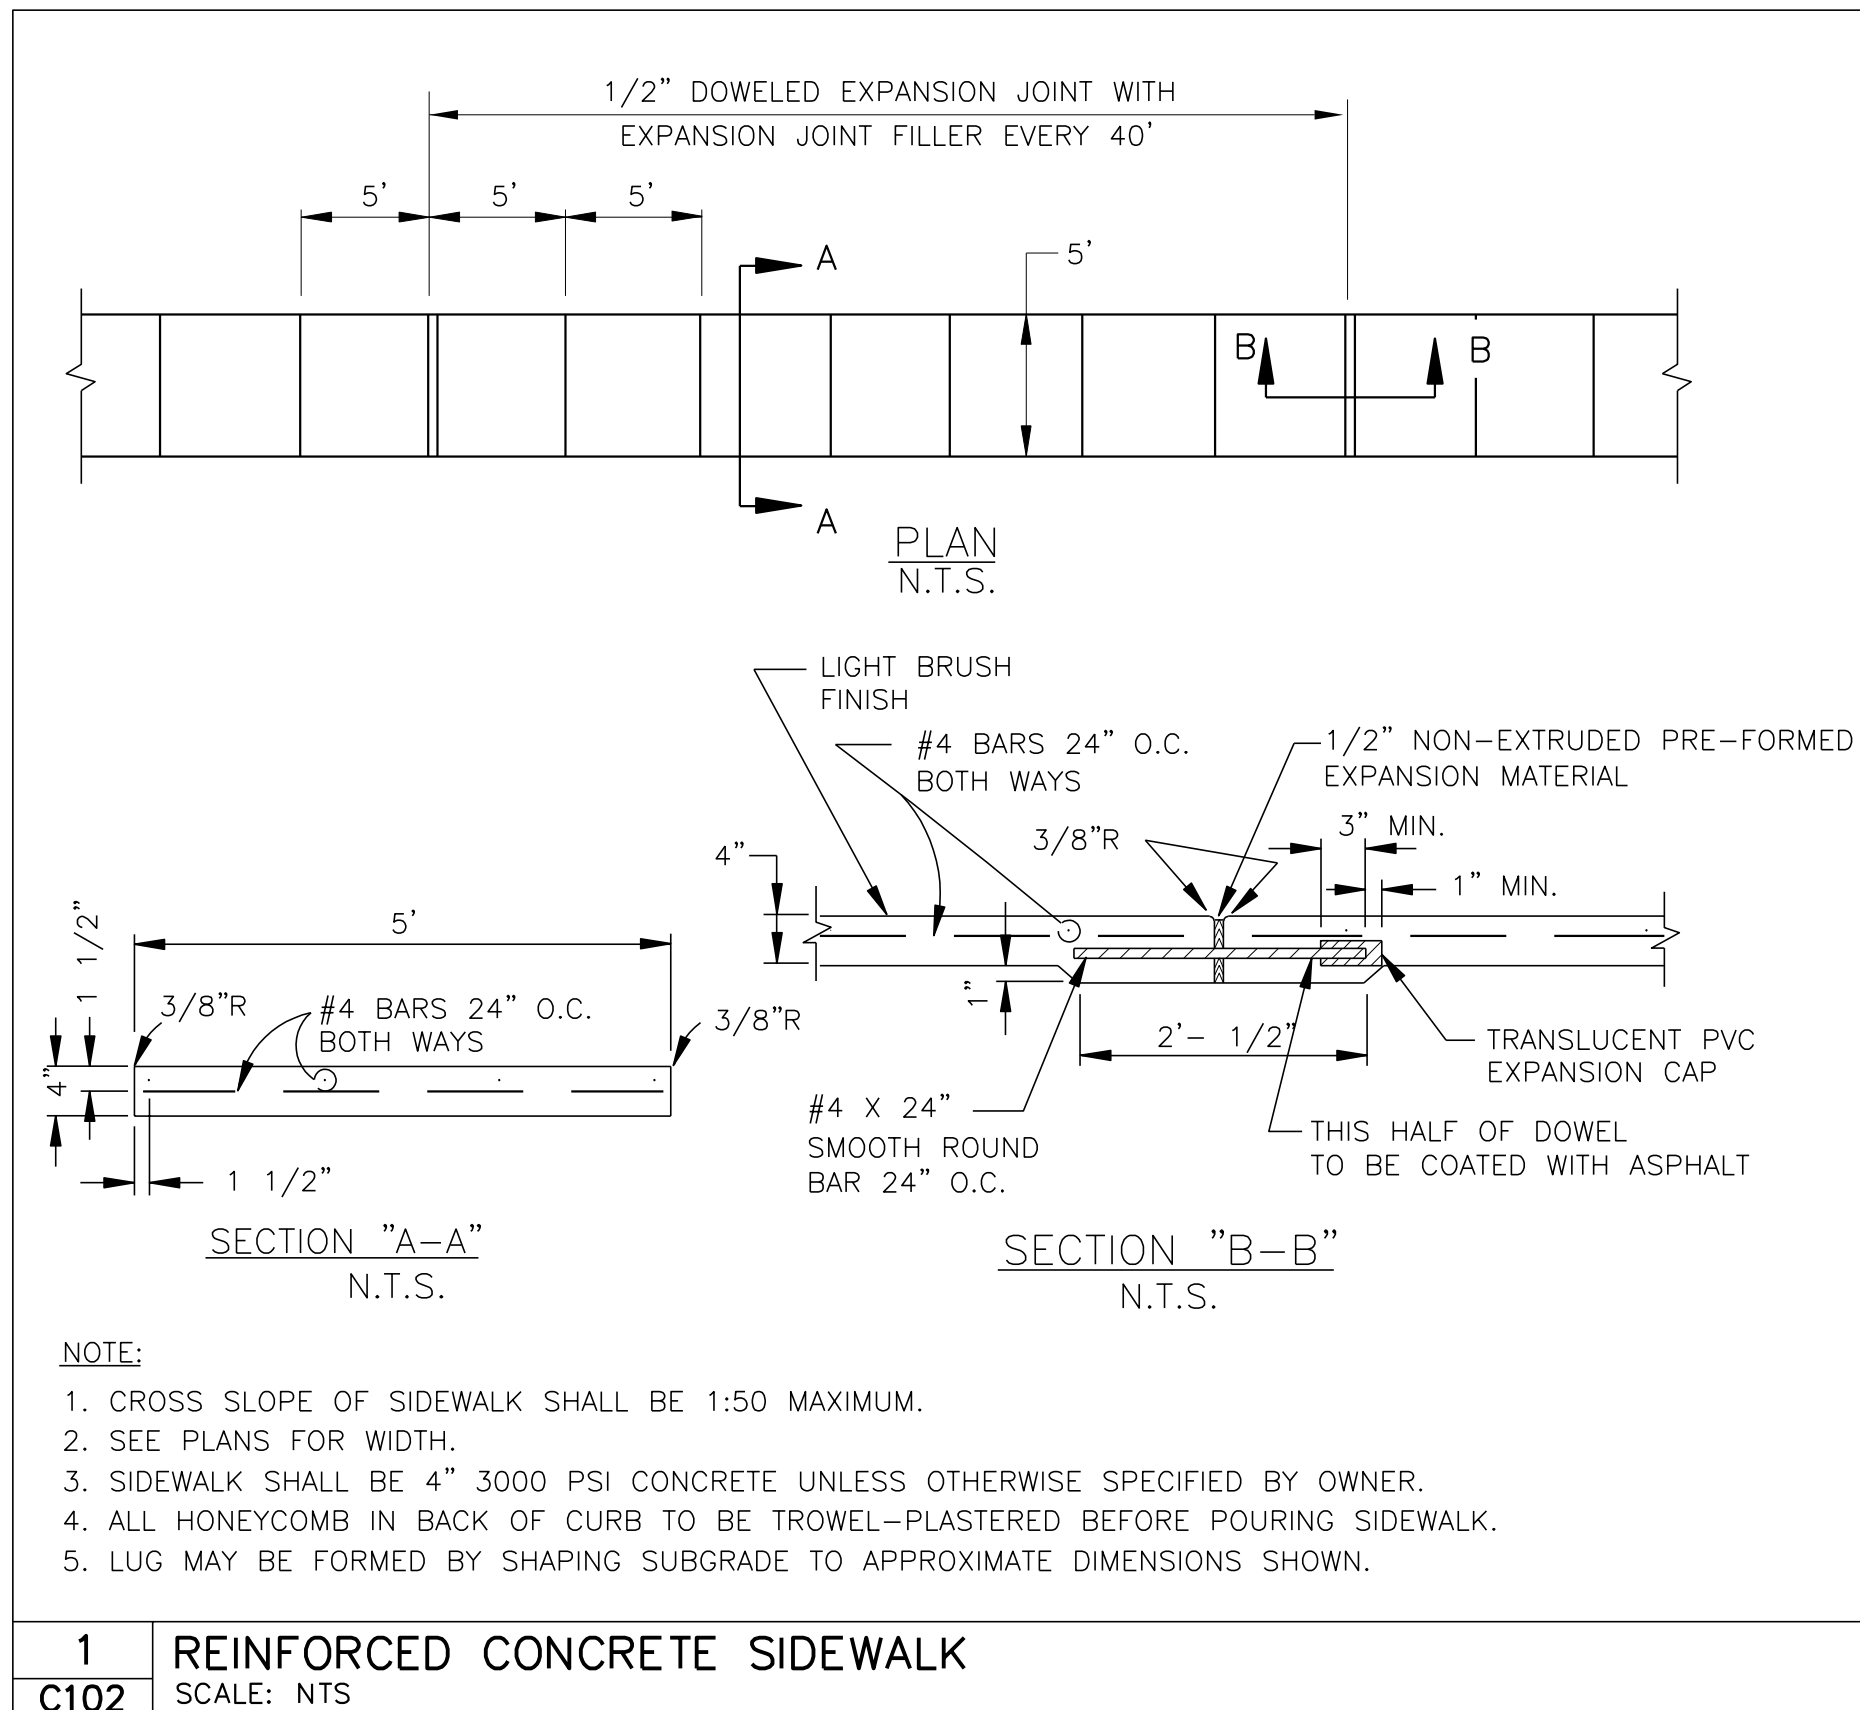 1/2" DOWELED EXPANSION JOINT WITH
EXPANSION JOINT FILLER EVERY 40'
5'
5'
5'
A
5'
B
B
A
PLAN
N.T.S.
LIGHT BRUSH
FINISH
#4 BARS 24" O.C.
BOTH WAYS
1/2" NON-EXTRUDED PRE-FORMED
EXPANSION MATERIAL
3/8"R
3" MIN.
4"
1" MIN.
1"
2'- 1/2"
TRANSLUCENT PVC
EXPANSION CAP
#4 X 24"
SMOOTH ROUND
BAR 24" O.C.
THIS HALF OF DOWEL
TO BE COATED WITH ASPHALT
SECTION "B-B"
N.T.S.
5'
1 1/2"
3/8"R
#4 BARS 24" O.C.
BOTH WAYS
3/8"R
4"
1 1/2"
SECTION "A-A"
N.T.S.
NOTE:
1. CROSS SLOPE OF SIDEWALK SHALL BE 1:50 MAXIMUM.
2. SEE PLANS FOR WIDTH.
3. SIDEWALK SHALL BE 4" 3000 PSI CONCRETE UNLESS OTHERWISE SPECIFIED BY OWNER.
4. ALL HONEYCOMB IN BACK OF CURB TO BE TROWEL-PLASTERED BEFORE POURING SIDEWALK.
5. LUG MAY BE FORMED BY SHAPING SUBGRADE TO APPROXIMATE DIMENSIONS SHOWN.
1
C102
REINFORCED CONCRETE SIDEWALK
SCALE: NTS